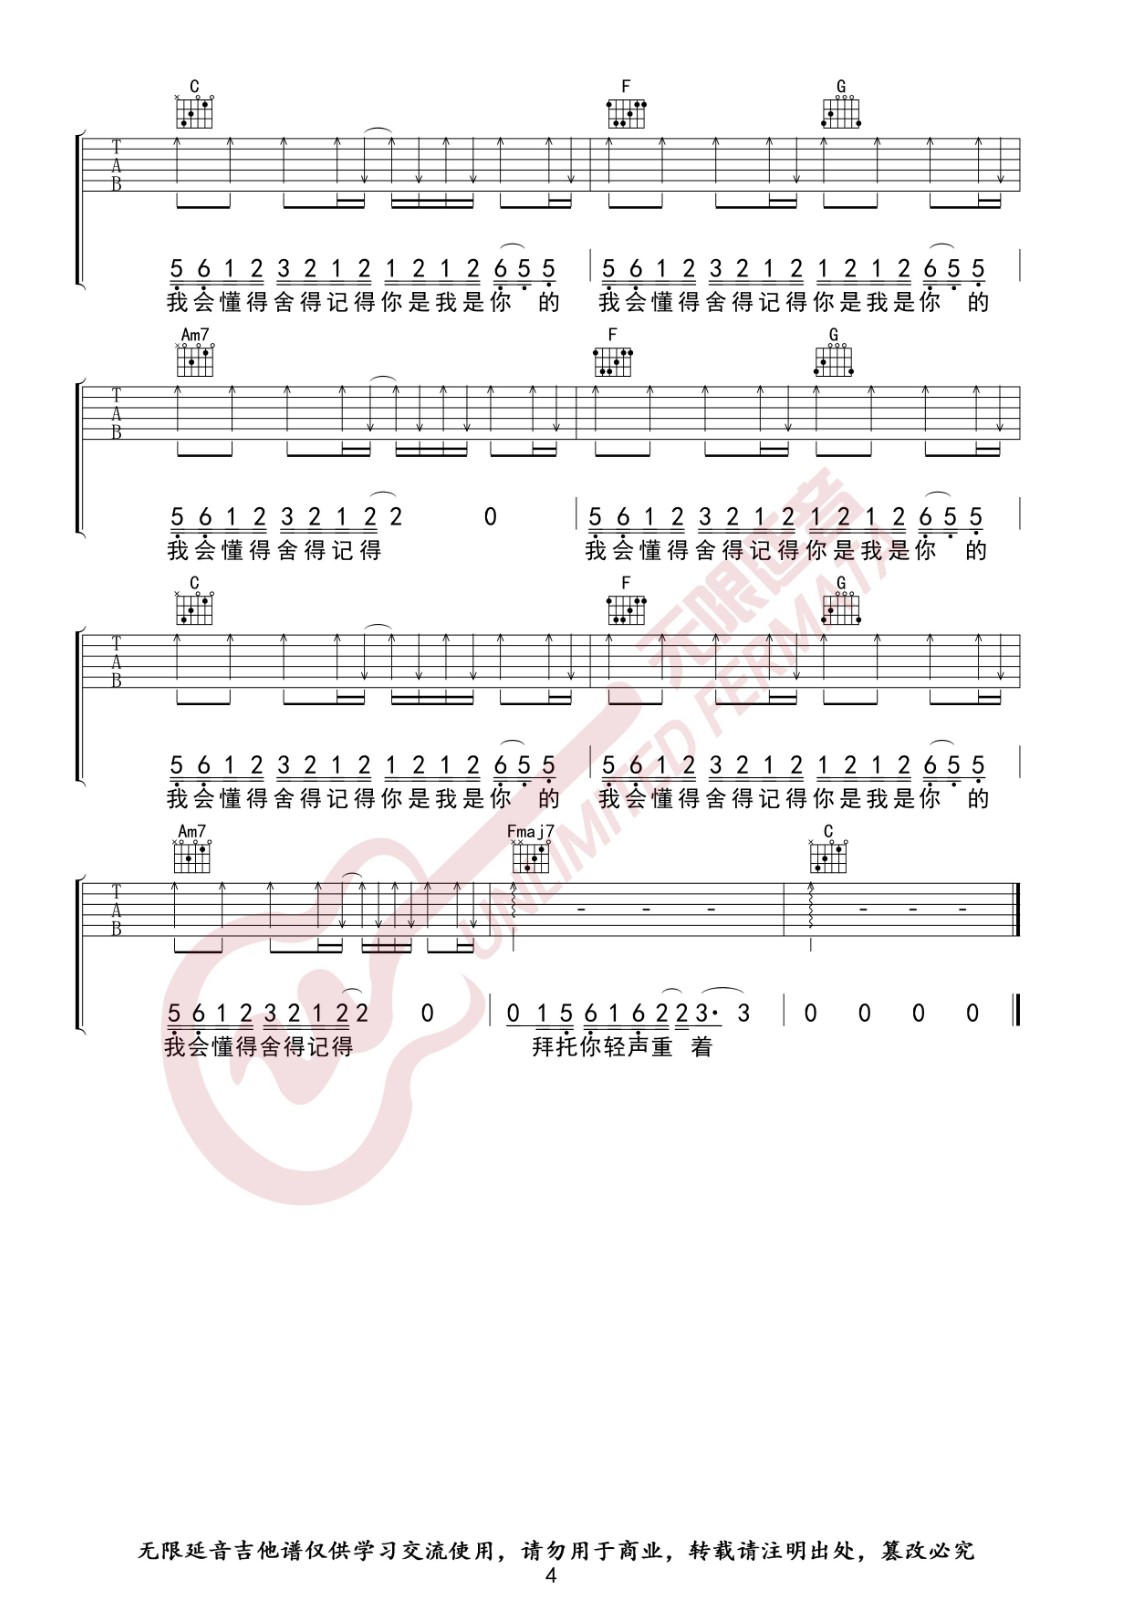 C F G
T
A
B
5 6 1 2 3 2 1 2 1 2 1 2 6 5 5 5 6 1 2 3 2 1 2 1 2 1 2 6 5 5
我会懂得舍得记得你是我是你 的 我会懂得舍得记得你是我是你 的
Am7 F G
T
A
B
5 6 1 2 3 2 1 2 2 0 5 6 1 2 3 2 1 2 1 2 1 2 6 5 5
我会懂得舍得记得 我会懂得舍得记得你是我是你 的
C F G
T
A
B
5 6 1 2 3 2 1 2 1 2 1 2 6 5 5 5 6 1 2 3 2 1 2 1 2 1 2 6 5 5
我会懂得舍得记得你是我是你 的 我会懂得舍得记得你是我是你 的
Am7 Fmaj7 C
T
A
B
- - - - - -
5 6 1 2 3 2 1 2 2 0 0 1 5 6 1 6 2 2 3· 3 0 0 0 0
我会懂得舍得记得 拜托你轻声重 着
无限延音
UNLIMITED FERMATA
无限延音吉他谱仅供学习交流使用，请勿用于商业，转载请注明出处，篡改必究
4